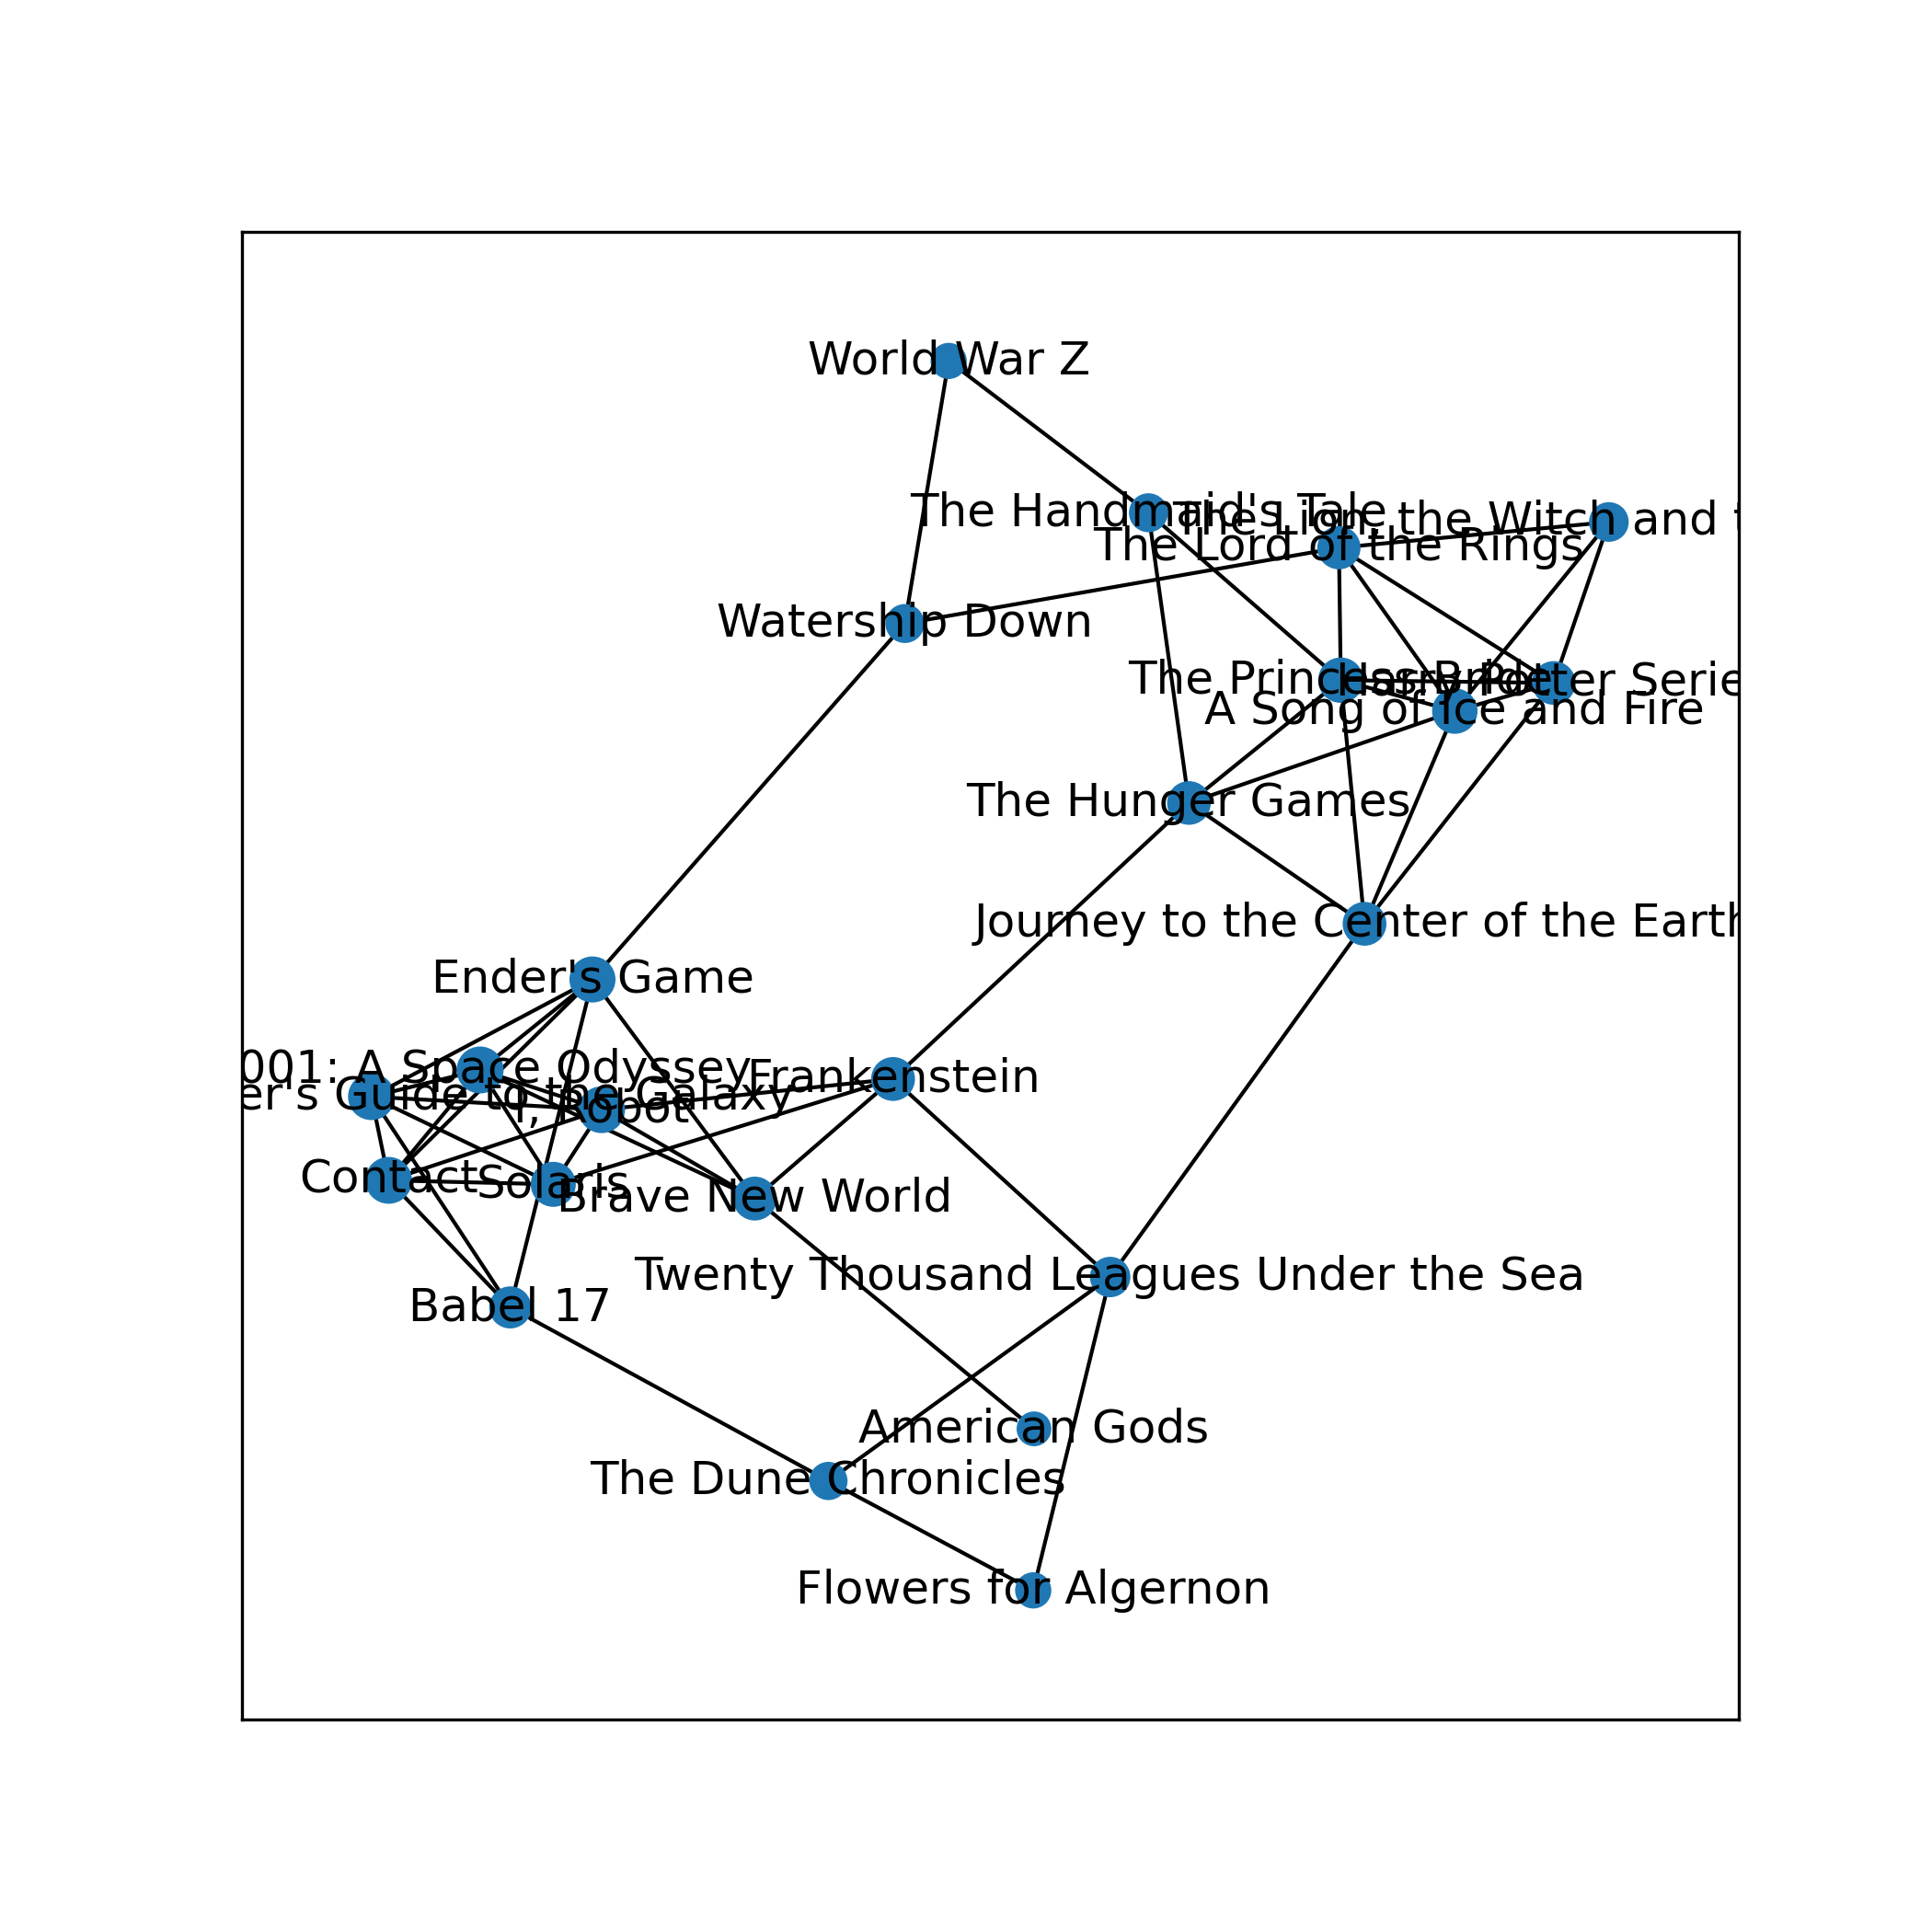 World War Z
The Handmaid's Tale
The Lion, the Witch and t
The Lord of the Rings
Watership Down
The Princess Bride
Harry Potter Serie
A Song of Ice and Fire
The Hunger Games
Journey to the Center of the Earth
Ender's Game
001: A Space Odyssey
Frankenstein
er's Guide to the Galaxy
I, Robot
Contact
Solaris
Brave New World
Twenty Thousand Leagues Under the Sea
Babel 17
American Gods
The Dune Chronicles
Flowers for Algernon